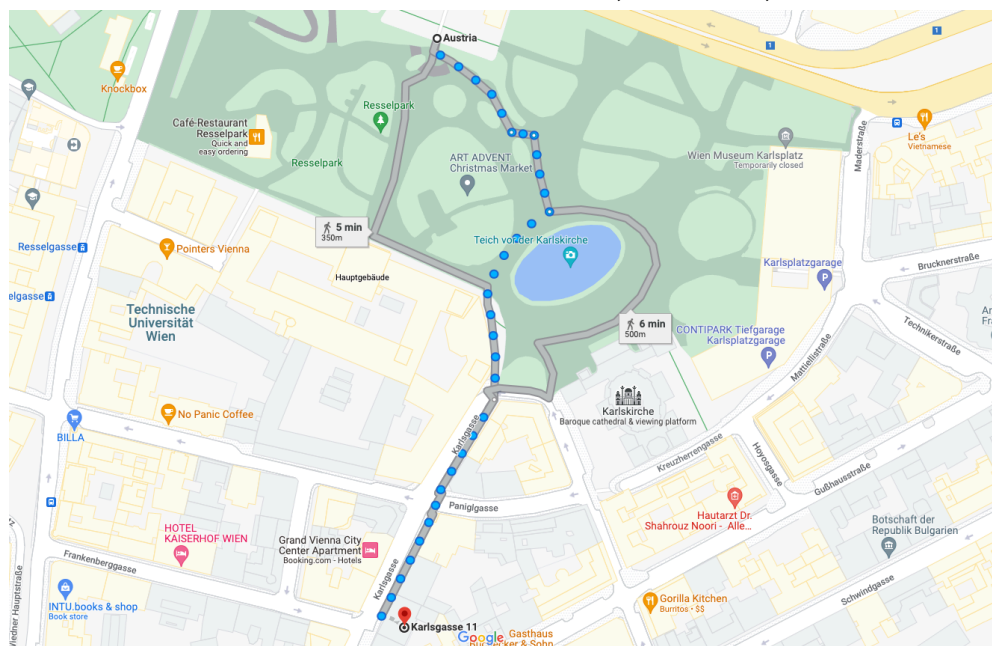 Austria
1
1
Knockbox
Resselpark
Café-Restaurant
Resselpark
Quick and
easy ordering
Resselpark
ART ADVENT
Christmas Market
Wien Museum Karlsplatz
Temporarily closed
Maderstraße
Le's
Vietnamese
5 min
350m
Resselgasse
Pointers Vienna
Teich vor der Karlskirche
Hauptgebäude
Karlsplatzgarage
Brucknerstraße
Technische
Universität
Wien
6 min
500m
CONTIPARK Tiefgarage
Karlsplatzgarage
Technikerstraße
Mattiellistraße
No Panic Coffee
BILLA
Karlsgasse
Karlskirche
Baroque cathedral & viewing platform
Kreuzherrengasse
Hoyosgasse
Gußhausstraße
Paniglgasse
Hautarzt Dr.
Shahrouz Noori - Alle...
HOTEL
KAISERHOF WIEN
Grand Vienna City
Center Apartment
Booking.com - Hotels
Botschaft der
Republik Bulgarien
Frankenberggasse
Karlsgasse
Schwindgasse
INTU.books & shop
Book store
Gorilla Kitchen
Burritos • $$
Karlsgasse 11
Google
Gasthaus